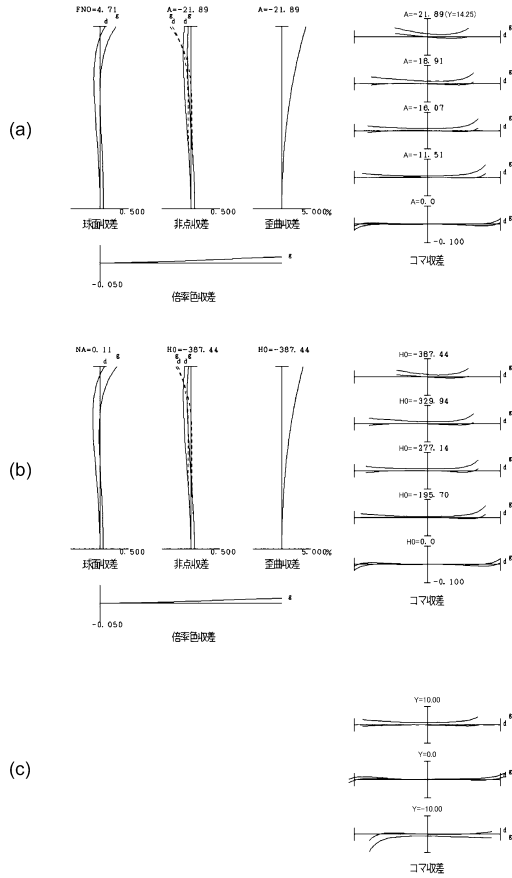 (a)
FNO=4.71
d
g
0.500
球面収差
A=-21.89
g
d d g
0.500
非点収差
A=-21.89
5.000%
歪曲収差
g
-0.050
倍率色収差
A=-21.89(Y=14.25)
g
d
A=-18.91
g
d
A=-16.07
g
d
A=-11.51
g
d
A=0.0
g
d
-0.100
コマ収差
(b)
NA=0.11
d
g
0.500
球面収差
H0=-387.44
g d d g
0.500
非点収差
H0=-387.44
5.000%
歪曲収差
g
-0.050
倍率色収差
H0=-387.44
g
d
H0=-329.94
g
d
H0=-277.14
g
d
H0=-195.70
g
d
H0=0.0
g
d
-0.100
コマ収差
(c)
Y=10.00
g
d
Y=0.0
g
d
Y=-10.00
d
g
コマ収差